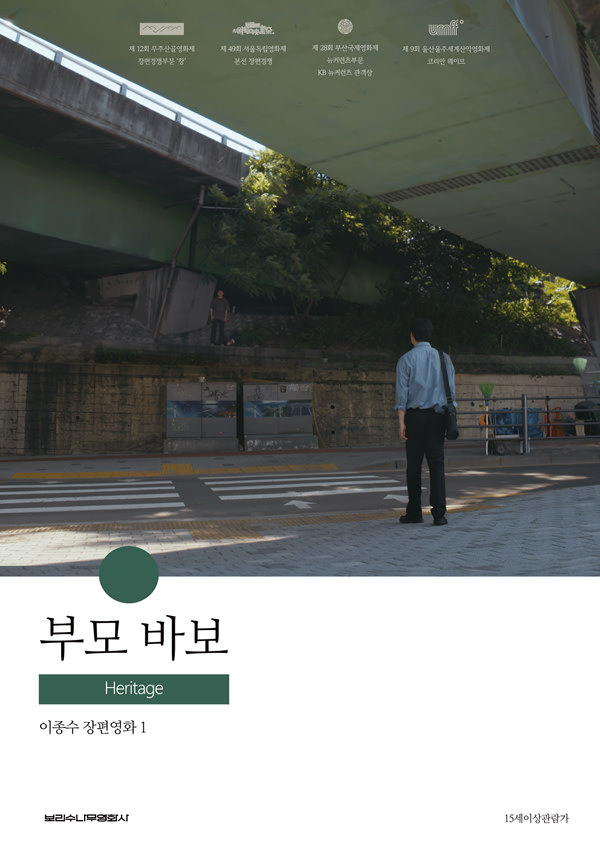 제 12회 무주산골영화제
장편경쟁부문 '창'
제 49회 서울독립영화제
본선 장편경쟁
제 28회 부산국제영화제
뉴커런츠부문
KB 뉴커런츠 관객상
umff
제 9회 울산울주세계산악영화제
코리안 웨이브
부모 바보
Heritage
이종수 장편영화 1
보리수나무영화사
15세이상관람가